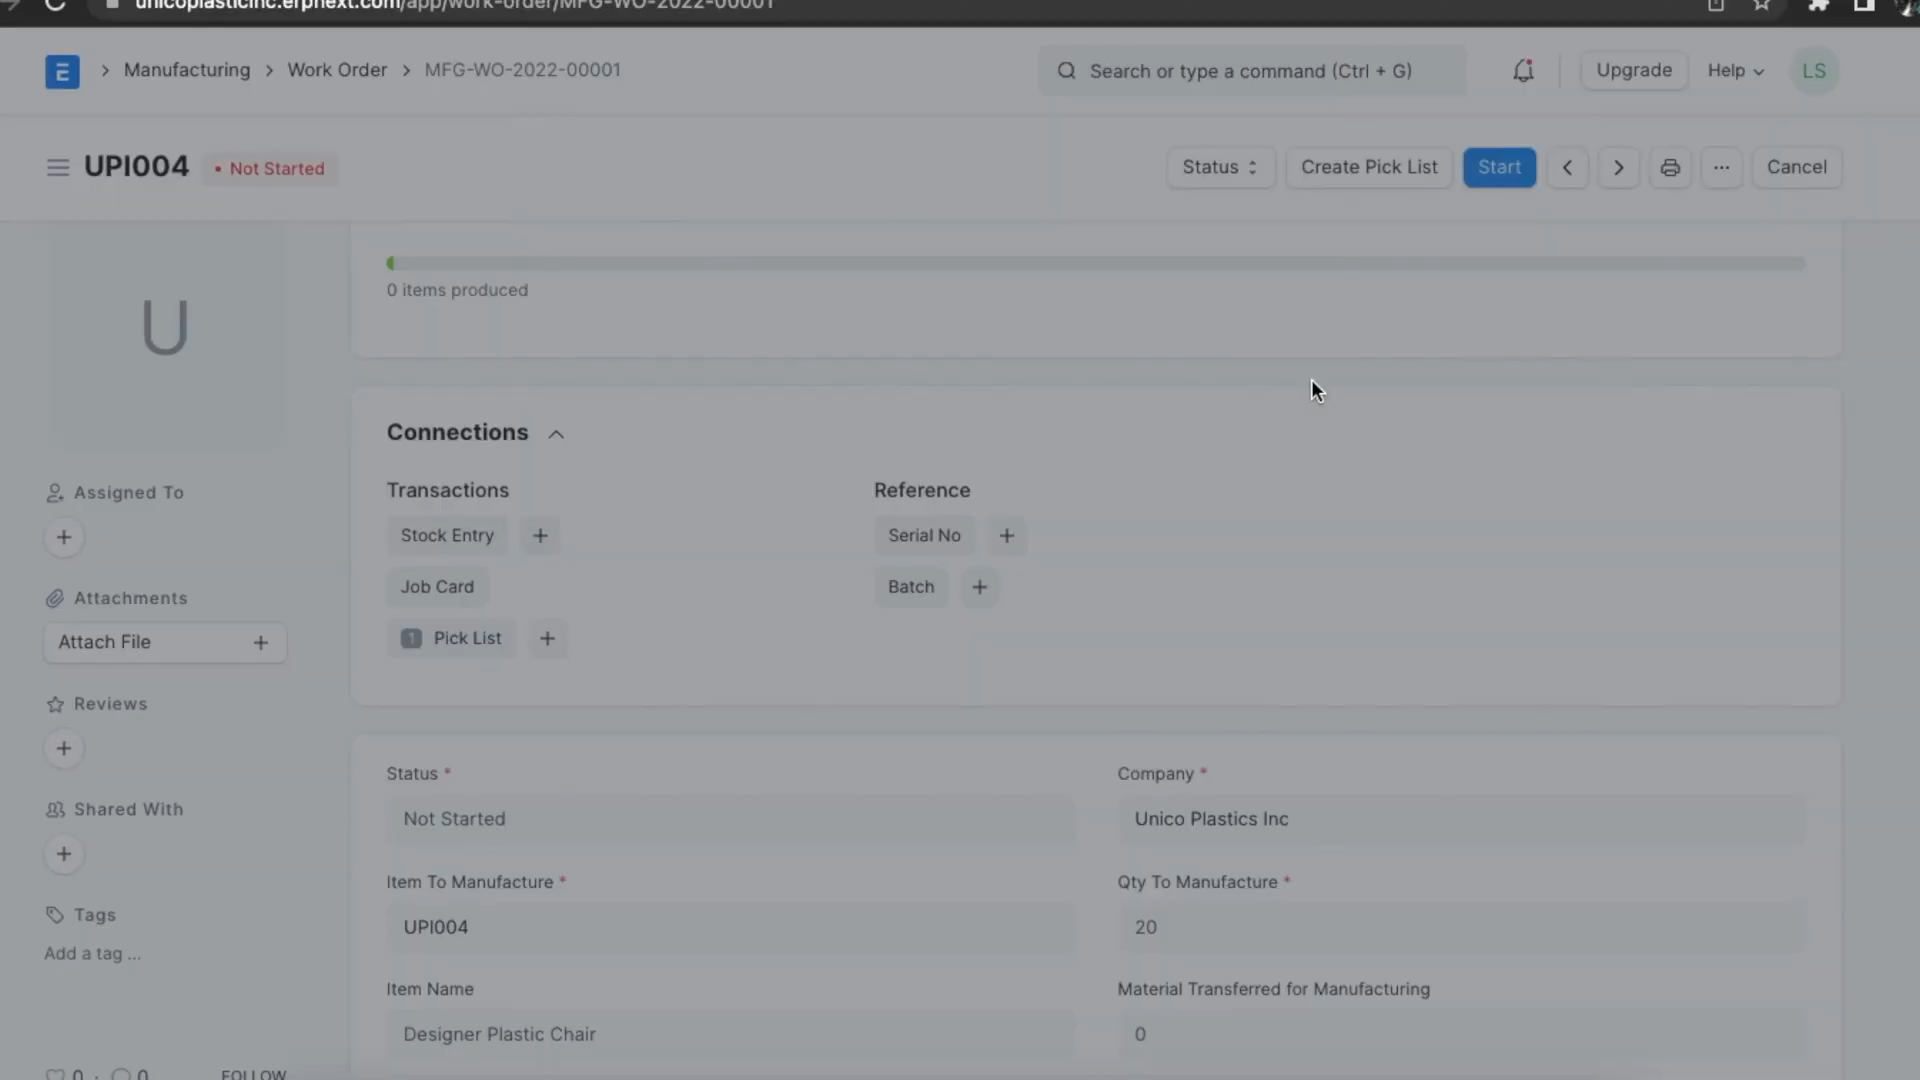 unicoplasticinc.erpnext.com/app/work-order/MFG-WO-2022-00001
E
Manufacturing > Work Order > MFG-WO-2022-00001
Search or type a command (Ctrl + G)
Upgrade
Help
LS
UPI004
• Not Started
Status
Create Pick List
Start
Cancel
U
0 items produced
Connections
Transactions
Reference
Stock Entry +
Serial No +
Job Card
Batch +
1 Pick List +
Assigned To
+
Attachments
Attach File +
Reviews
+
Shared With
+
Tags
Add a tag ...
0 · 0 FOLLOW
Status *
Not Started
Company *
Unico Plastics Inc
Item To Manufacture *
UPI004
Qty To Manufacture *
20
Item Name
Designer Plastic Chair
Material Transferred for Manufacturing
0